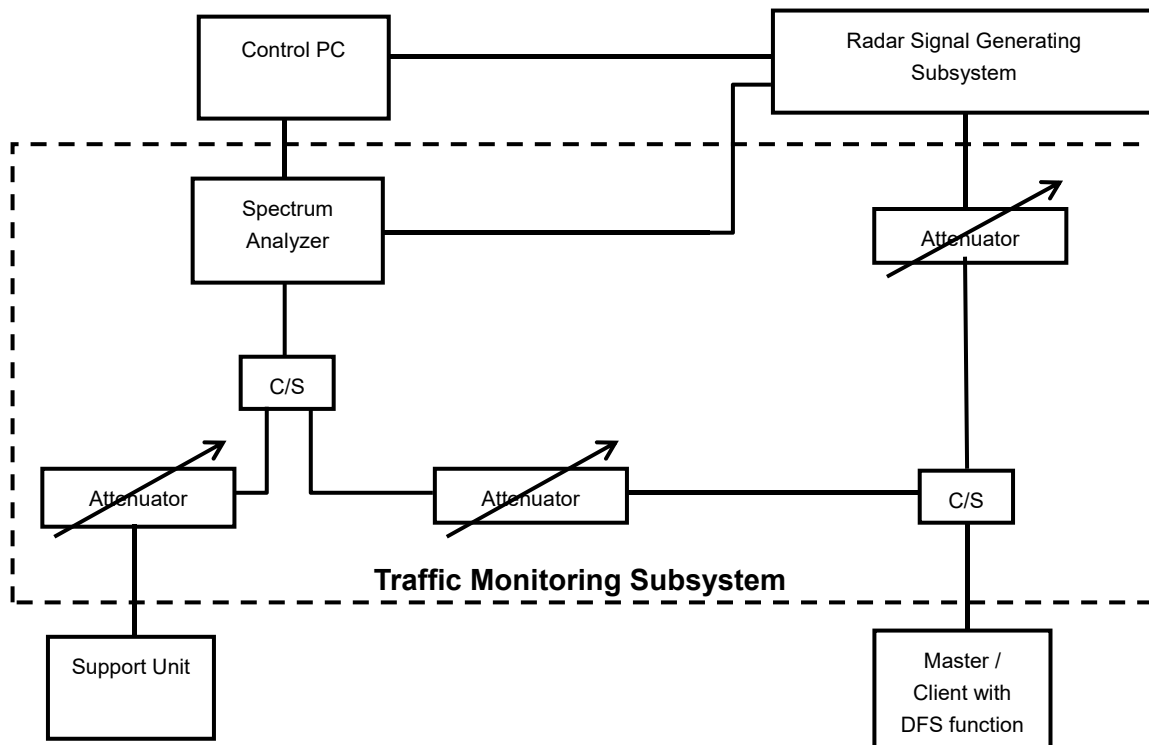 Control PC
Radar Signal Generating
Subsystem
Spectrum
Analyzer
Attenuator
C/S
Attenuator
Attenuator
C/S
Traffic Monitoring Subsystem
Support Unit
Master /
Client with
DFS function